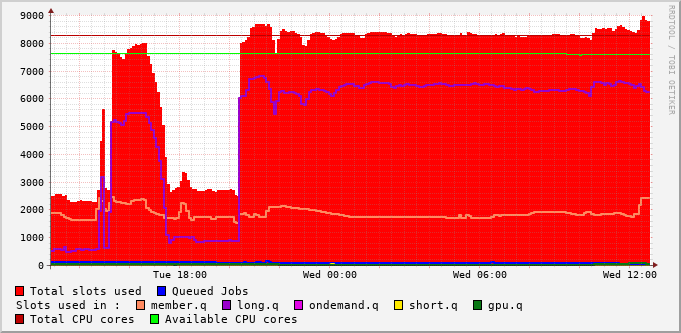 RRDTOOL / TOBI OETIKER
9000
8000
7000
6000
5000
4000
3000
2000
1000
0
Tue 18:00 Wed 00:00 Wed 06:00 Wed 12:00
Total slots used Queued Jobs
Slots used in : member.q long.q ondemand.q short.q gpu.q
Total CPU cores Available CPU cores